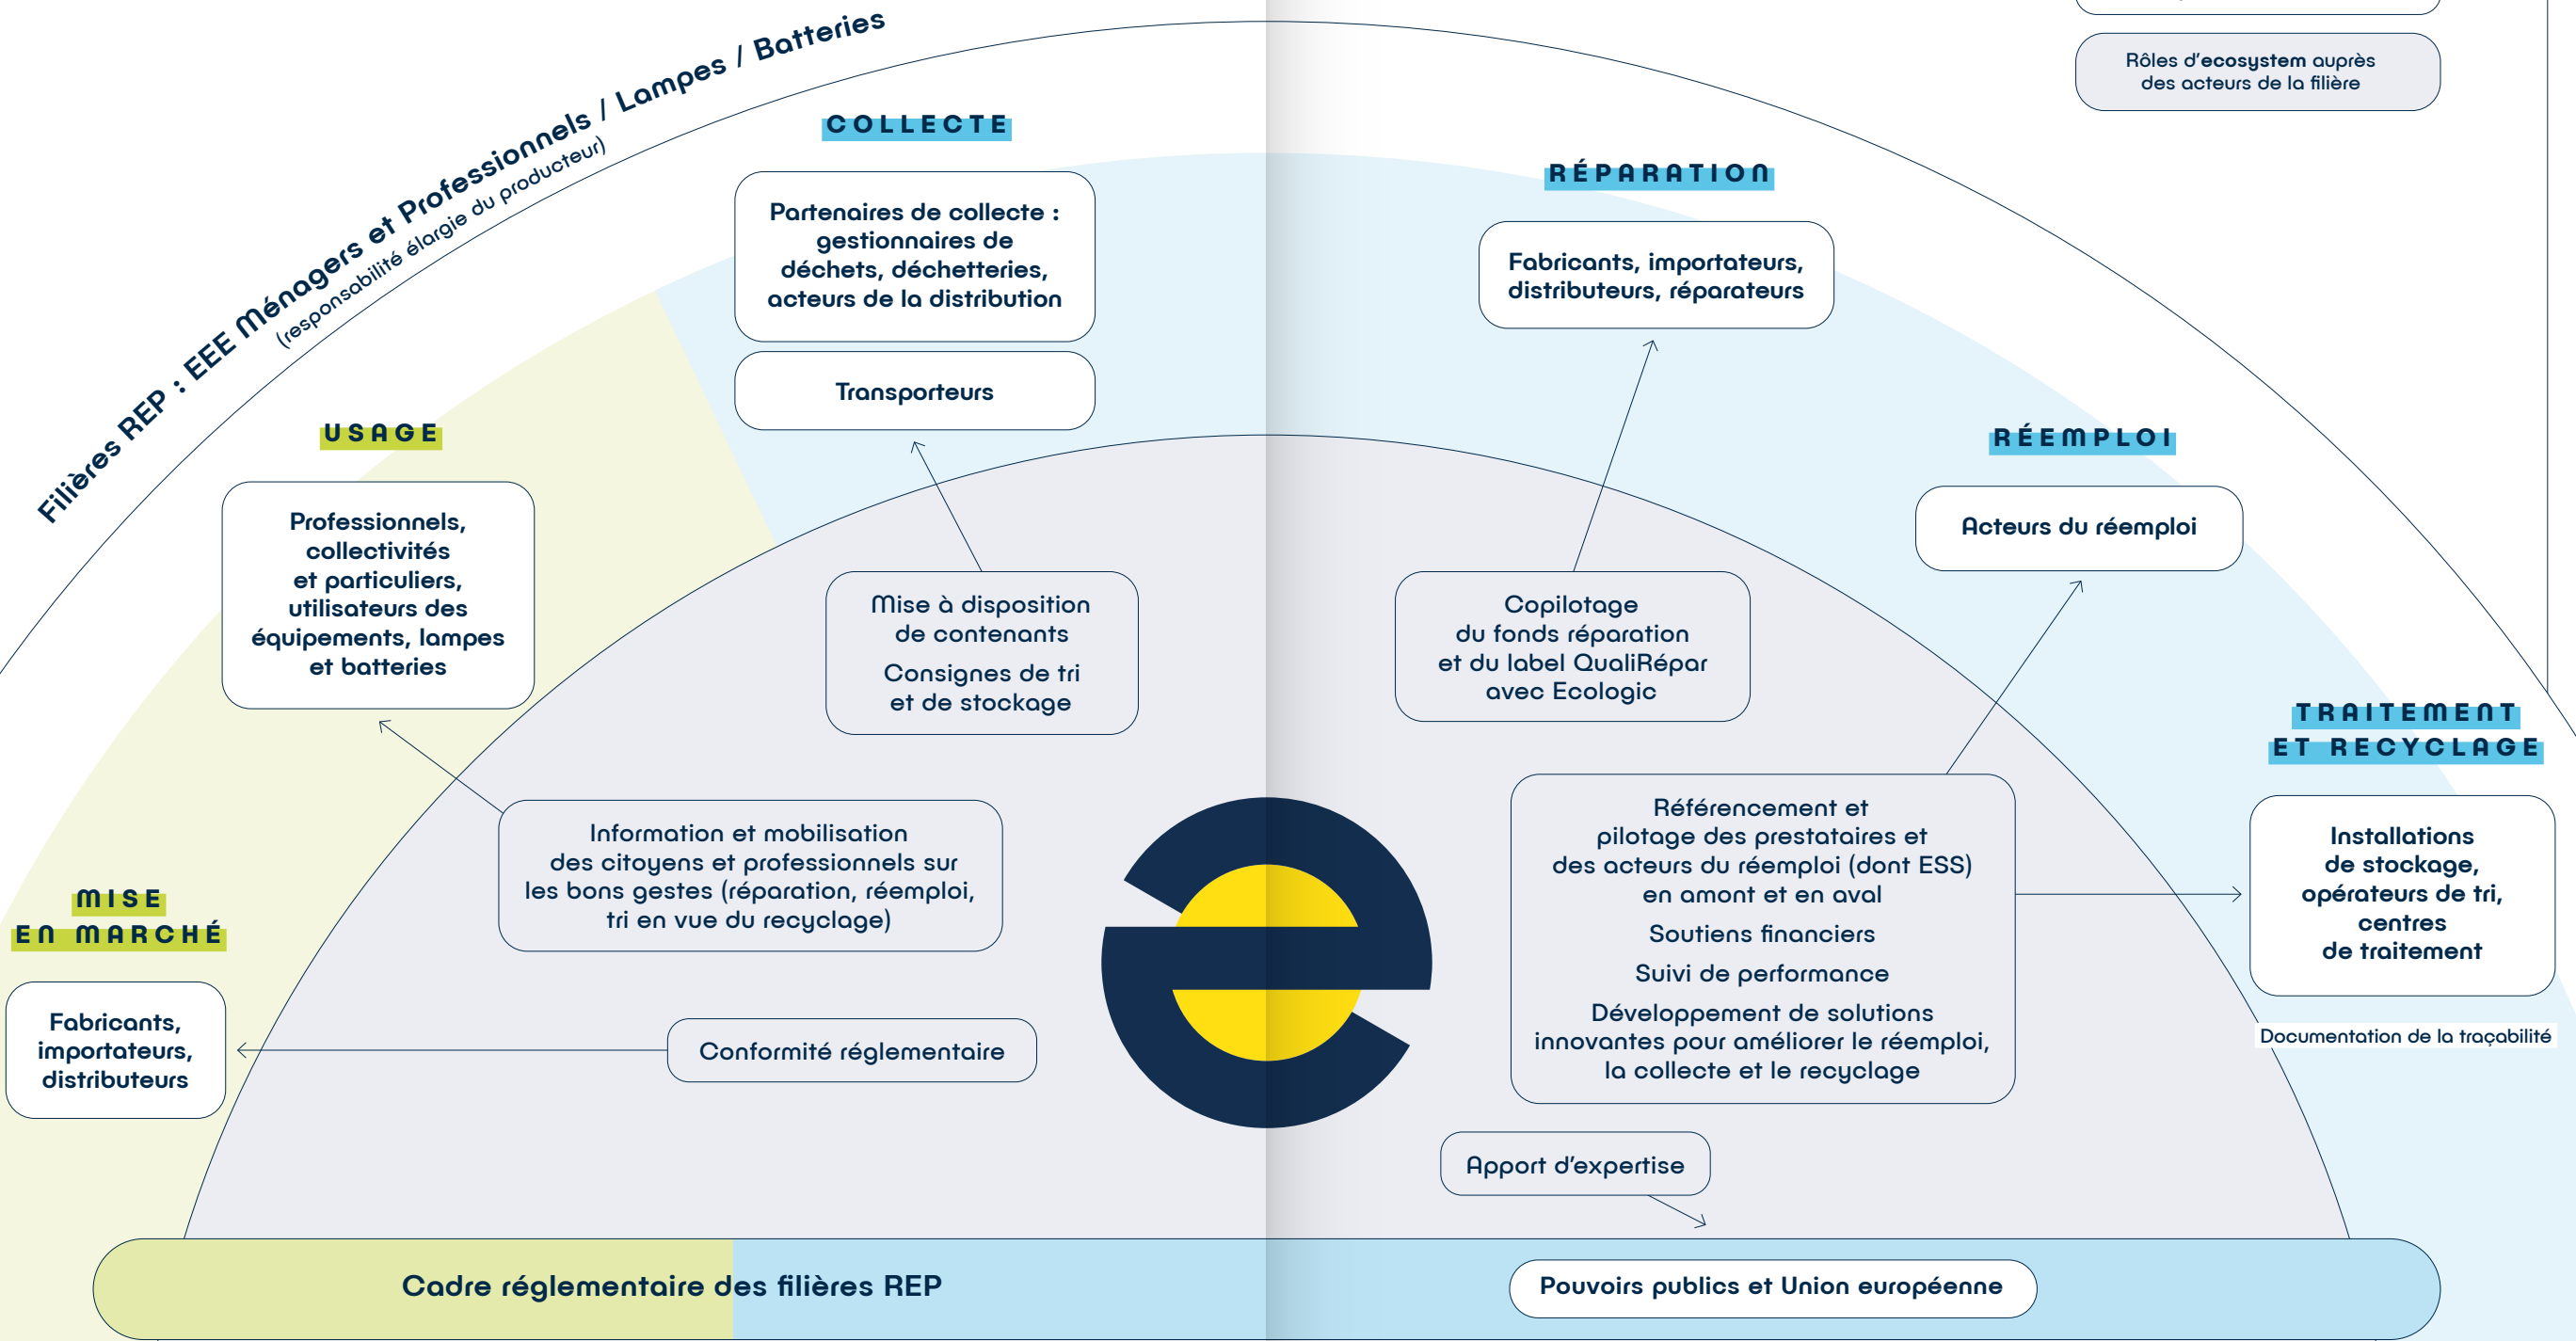 Rôles d'ecosystem auprès
des acteurs de la filière
Filières REP : EEE Ménagers et Professionnels / Lampes / Batteries
(responsabilité élargie du producteur)
COLLECTE
Partenaires de collecte :
gestionnaires de
déchets, déchetteries,
acteurs de la distribution
Transporteurs
RÉPARATION
Fabricants, importateurs,
distributeurs, réparateurs
USAGE
Professionnels,
collectivités
et particuliers,
utilisateurs des
équipements, lampes
et batteries
RÉEMPLOI
Acteurs du réemploi
Mise à disposition
de contenants
Consignes de tri
et de stockage
Copilotage
du fonds réparation
et du label QualiRépar
avec Ecologic
TRAITEMENT
ET RECYCLAGE
Installations
de stockage,
opérateurs de tri,
centres
de traitement
Documentation de la traçabilité
Information et mobilisation
des citoyens et professionnels sur
les bons gestes (réparation, réemploi,
tri en vue du recyclage)
Référencement et
pilotage des prestataires et
des acteurs du réemploi (dont ESS)
en amont et en aval
Soutiens financiers
Suivi de performance
Développement de solutions
innovantes pour améliorer le réemploi,
la collecte et le recyclage
MISE
EN MARCHÉ
Fabricants,
importateurs,
distributeurs
Conformité réglementaire
Apport d'expertise
Cadre réglementaire des filières REP
Pouvoirs publics et Union européenne